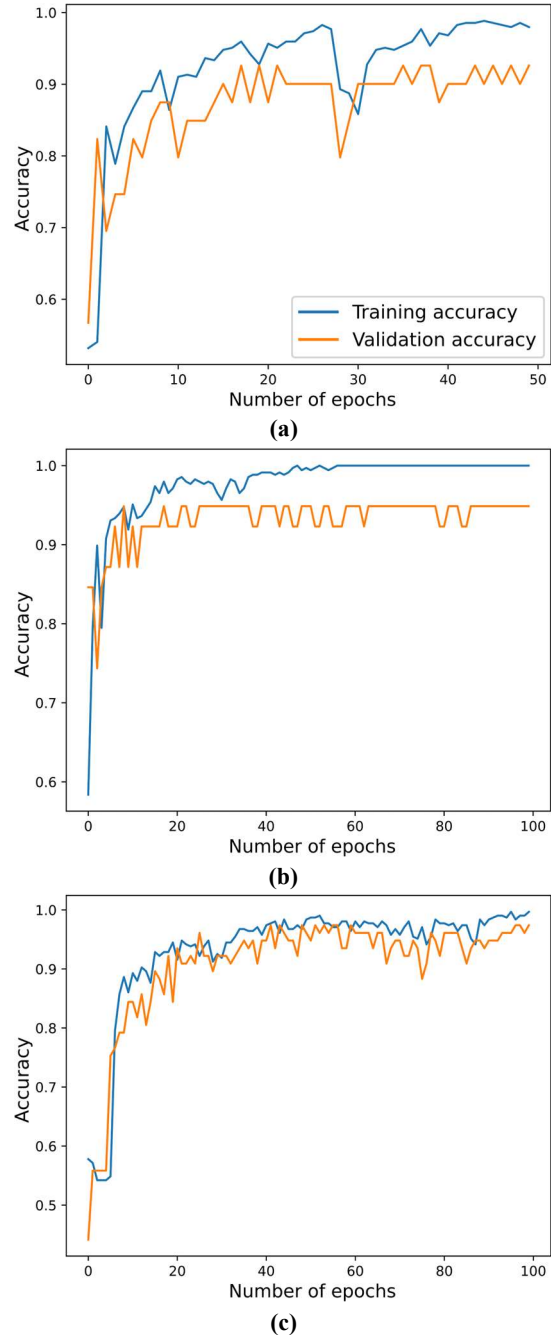 1.0
0.9
0.8
0.7
0.6
Accuracy
Training accuracy
Validation accuracy
0 10 20 30 40 50
Number of epochs
(a)
1.0
0.9
0.8
0.7
0.6
Accuracy
0 20 40 60 80 100
Number of epochs
(b)
1.0
0.9
0.8
0.7
0.6
0.5
Accuracy
0 20 40 60 80 100
Number of epochs
(c)